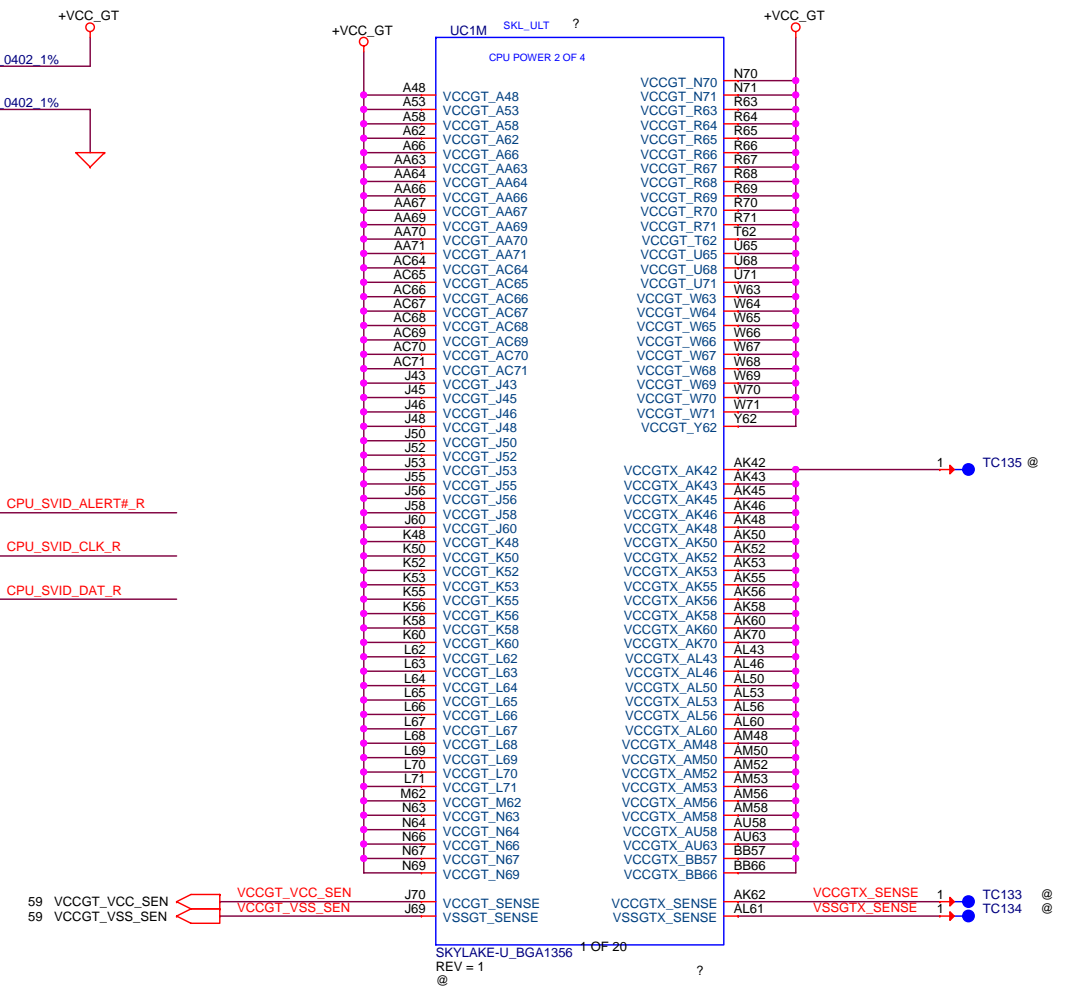 +VCC_GT
_0402_1%
_0402_1%
CPU_SVID_ALERT#_R
CPU_SVID_CLK_R
CPU_SVID_DAT_R
59 VCCGT_VCC_SEN
59 VCCGT_VSS_SEN
VCCGT_VCC_SEN
VCCGT_VSS_SEN
+VCC_GT
UC1M SKL_ULT ?
CPU POWER 2 OF 4
A48 VCCGT_A48
A53 VCCGT_A53
A58 VCCGT_A58
A62 VCCGT_A62
A66 VCCGT_A66
AA63 VCCGT_AA63
AA64 VCCGT_AA64
AA66 VCCGT_AA66
AA67 VCCGT_AA67
AA69 VCCGT_AA69
AA70 VCCGT_AA70
AA71 VCCGT_AA71
AC64 VCCGT_AC64
AC65 VCCGT_AC65
AC66 VCCGT_AC66
AC67 VCCGT_AC67
AC68 VCCGT_AC68
AC69 VCCGT_AC69
AC70 VCCGT_AC70
AC71 VCCGT_AC71
J43 VCCGT_J43
J45 VCCGT_J45
J46 VCCGT_J46
J48 VCCGT_J48
J50 VCCGT_J50
J52 VCCGT_J52
J53 VCCGT_J53
J55 VCCGT_J55
J56 VCCGT_J56
J58 VCCGT_J58
J60 VCCGT_J60
K48 VCCGT_K48
K50 VCCGT_K50
K52 VCCGT_K52
K53 VCCGT_K53
K55 VCCGT_K55
K56 VCCGT_K56
K58 VCCGT_K58
K60 VCCGT_K60
L62 VCCGT_L62
L63 VCCGT_L63
L64 VCCGT_L64
L65 VCCGT_L65
L66 VCCGT_L66
L67 VCCGT_L67
L68 VCCGT_L68
L69 VCCGT_L69
L70 VCCGT_L70
L71 VCCGT_L71
M62 VCCGT_M62
N63 VCCGT_N63
N64 VCCGT_N64
N66 VCCGT_N66
N67 VCCGT_N67
N69 VCCGT_N69
J70 VCCGT_SENSE
J69 VSSGT_SENSE
+VCC_GT
VCCGT_N70 N70
VCCGT_N71 N71
VCCGT_R63 R63
VCCGT_R64 R64
VCCGT_R65 R65
VCCGT_R66 R66
VCCGT_R67 R67
VCCGT_R68 R68
VCCGT_R69 R69
VCCGT_R70 R70
VCCGT_R71 R71
VCCGT_T62 T62
VCCGT_U65 U65
VCCGT_U68 U68
VCCGT_U71 U71
VCCGT_W63 W63
VCCGT_W64 W64
VCCGT_W65 W65
VCCGT_W66 W66
VCCGT_W67 W67
VCCGT_W68 W68
VCCGT_W69 W69
VCCGT_W70 W70
VCCGT_W71 W71
VCCGT_Y62 Y62
VCCGTX_AK42 AK42 1 TC135 @
VCCGTX_AK43 AK43
VCCGTX_AK45 AK45
VCCGTX_AK46 AK46
VCCGTX_AK48 AK48
VCCGTX_AK50 AK50
VCCGTX_AK52 AK52
VCCGTX_AK53 AK53
VCCGTX_AK55 AK55
VCCGTX_AK56 AK56
VCCGTX_AK58 AK58
VCCGTX_AK60 AK60
VCCGTX_AK70 AK70
VCCGTX_AL43 AL43
VCCGTX_AL46 AL46
VCCGTX_AL50 AL50
VCCGTX_AL53 AL53
VCCGTX_AL56 AL56
VCCGTX_AL60 AL60
VCCGTX_AM48 AM48
VCCGTX_AM50 AM50
VCCGTX_AM52 AM52
VCCGTX_AM53 AM53
VCCGTX_AM56 AM56
VCCGTX_AM58 AM58
VCCGTX_AU58 AU58
VCCGTX_AU63 AU63
VCCGTX_BB57 BB57
VCCGTX_BB66 BB66
VCCGTX_SENSE AK62 VCCGTX_SENSE 1 TC133 @
VSSGTX_SENSE AL61 VSSGTX_SENSE 1 TC134 @
SKYLAKE-U_BGA1356 1 OF 20
REV = 1 ?
@